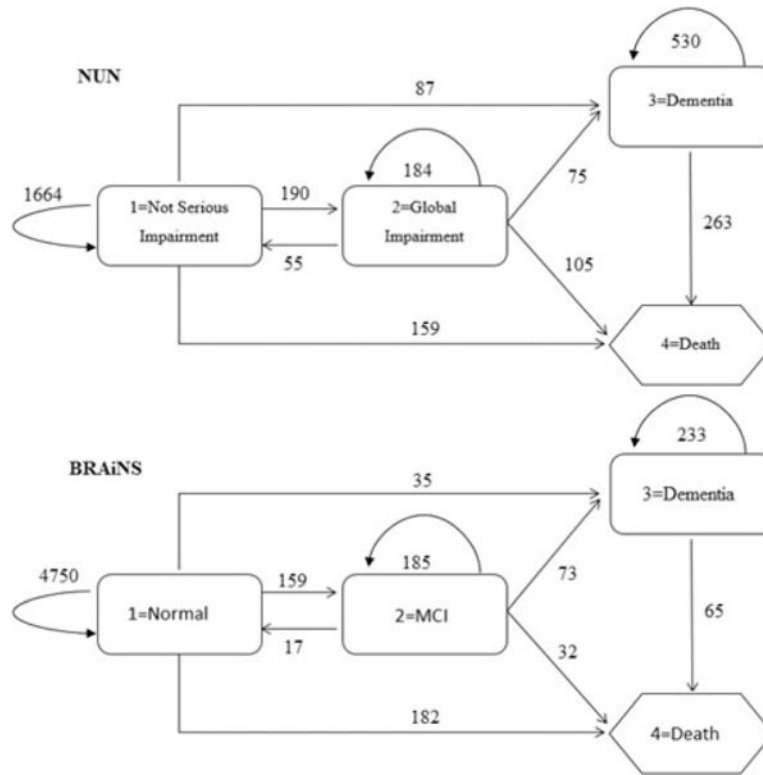 530
NUN
87
3=Dementia
184
75
1664
190
1=Not Serious
Impairment
2=Global
Impairment
263
55
105
159
4=Death
233
BRAiNS
35
3=Dementia
4750
159
185
73
1=Normal
2=MCI
65
17
32
182
4=Death